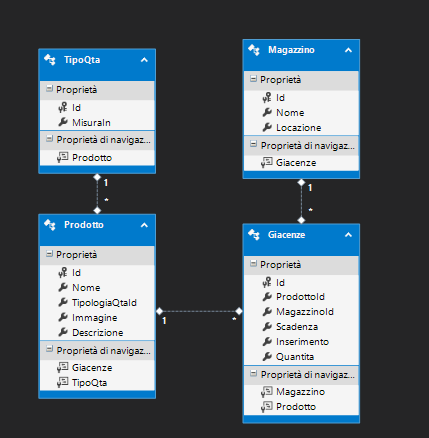 TipoQta
Proprietà
Id
MisuraIn
Proprietà di navigaz...
Prodotto
1
*
Prodotto
Proprietà
Id
Nome
TipologiaQtaId
Immagine
Descrizione
Proprietà di navigaz...
Giacenze
TipoQta
1
*
Magazzino
Proprietà
Id
Nome
Locazione
Proprietà di navigaz...
Giacenze
1
*
Giacenze
Proprietà
Id
ProdottoId
MagazzinoId
Scadenza
Inserimento
Quantita
Proprietà di navigaz...
Magazzino
Prodotto